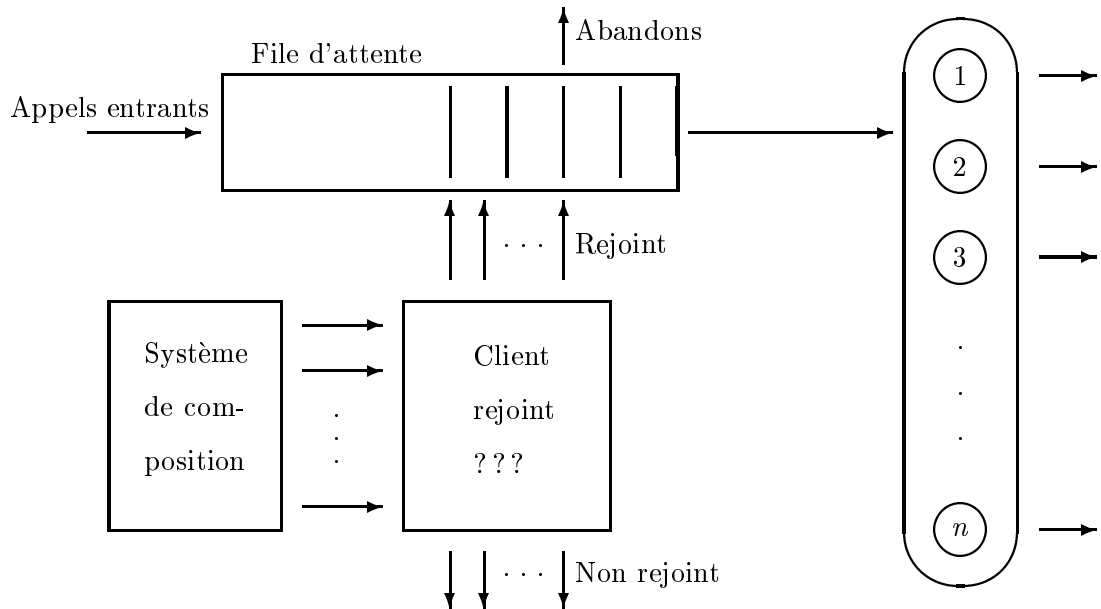 Abandons
File d'attente
Appels entrants
1
2
· · · Rejoint
3
Système
de com-
position
·
·
·
Client
rejoint
? ? ?
·
·
·
n
· · · Non rejoint